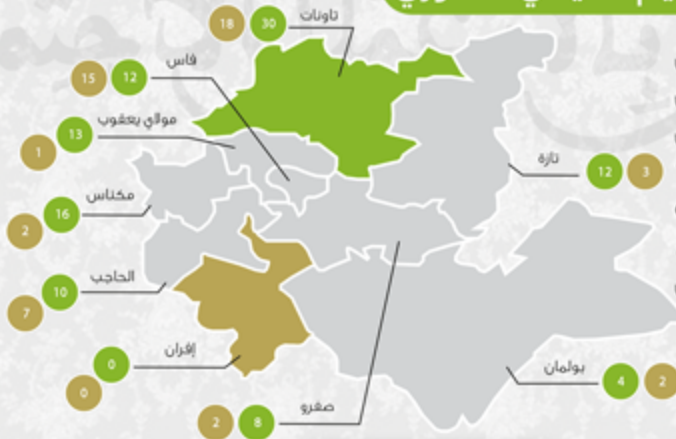 تاونات
30
18
فاس
12
15
مولاي يعقوب
13
1
تازة
12
3
مكناس
16
2
الحاجب
10
7
إفران
0
0
بولمان
4
2
صفرو
8
2